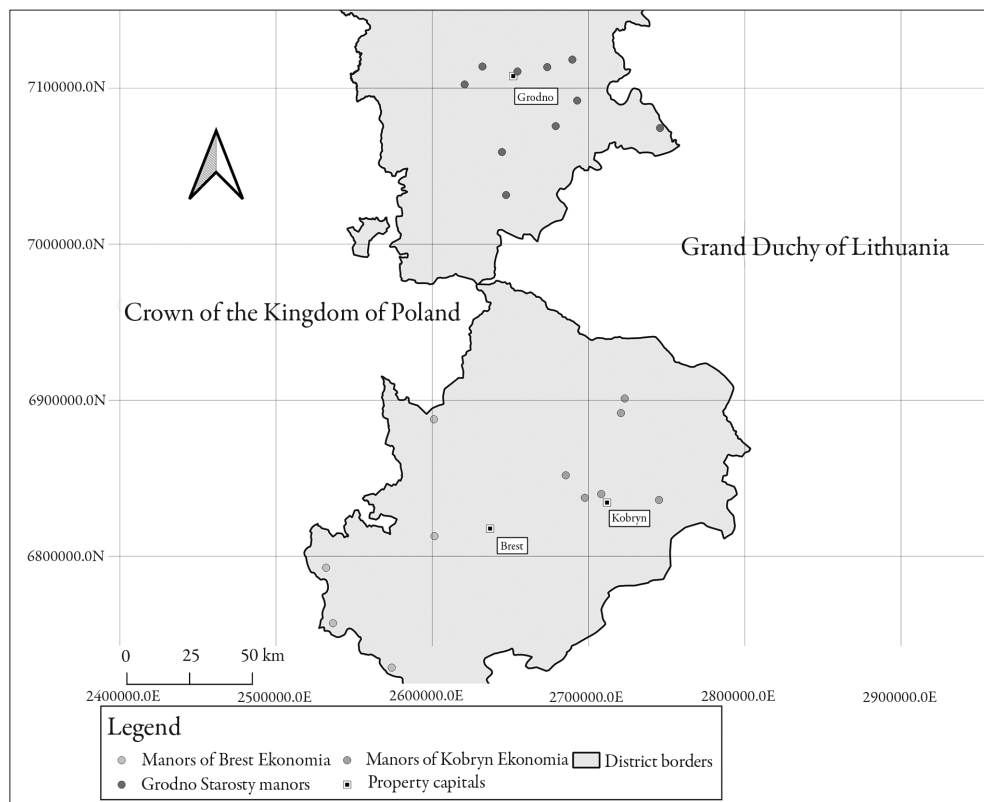 7100000.0N
Grodno
7000000.0N
Grand Duchy of Lithuania
Crown of the Kingdom of Poland
6900000.0N
Kobryn
Brest
6800000.0N
0 25 50 km
2400000.0E 2500000.0E 2600000.0E 2700000.0E 2800000.0E 2900000.0E
Legend
Manors of Brest Ekonomia Manors of Kobryn Ekonomia District borders
Grodno Starosty manors Property capitals